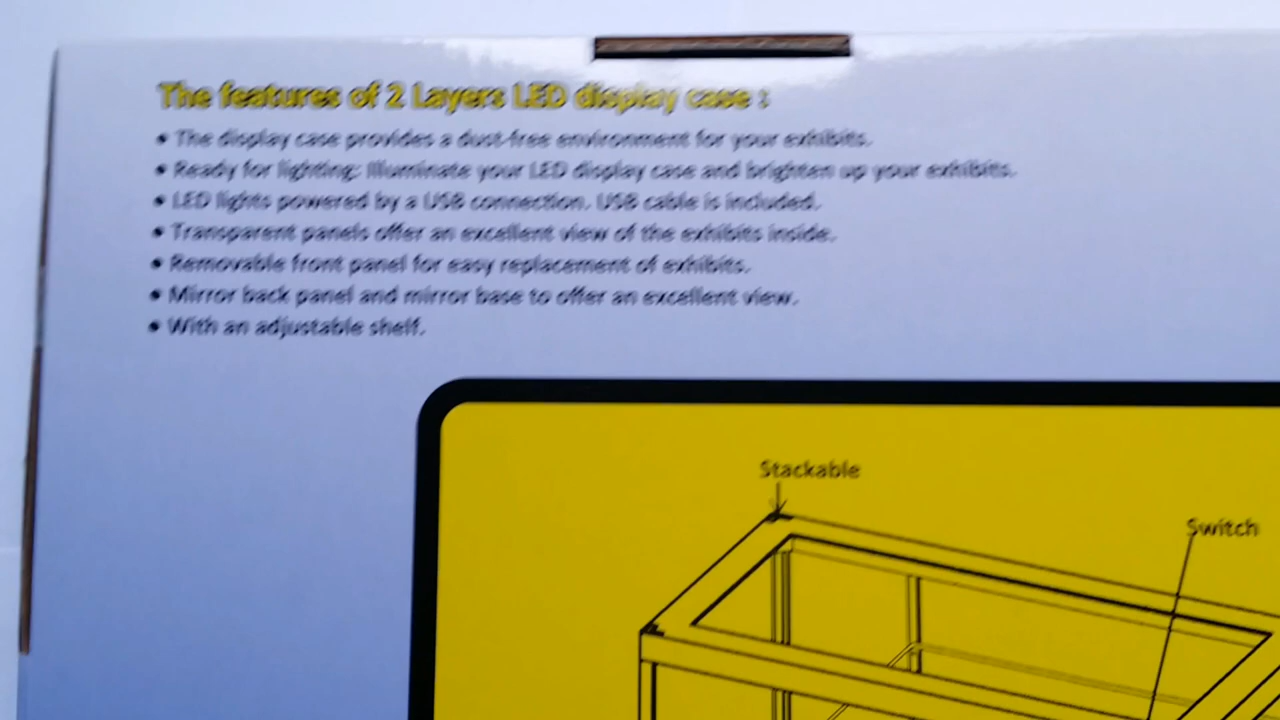 The features of 2 Layers LED display case :
• The display case provides a dust-free environment for your exhibits.
• Ready for lighting; Illuminate your LED display case and brighten up your exhibits.
• LED lights powered by a USB connection. USB cable is included.
• Transparent panels offer an excellent view of the exhibits inside.
• Removable front panel for easy replacement of exhibits.
• Mirror back panel and mirror base to offer an excellent view.
• With an adjustable shelf.
Stackable
Switch